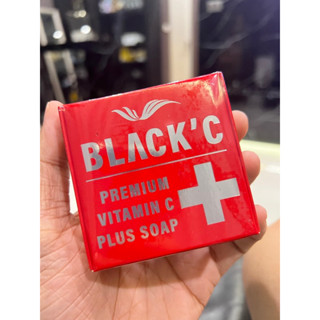 BLACK'C
PREMIUM
VITAMIN C
PLUS SOAP